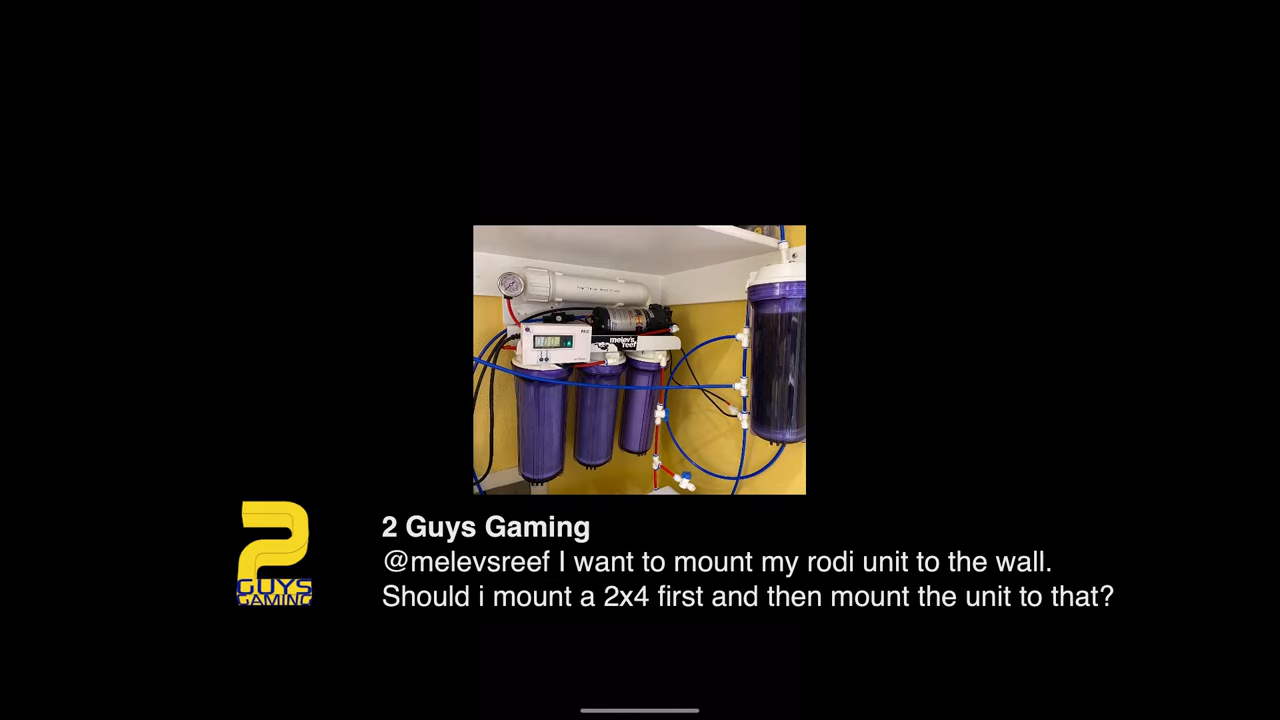 melev's
reef
2
GUYS
GAMING
2 Guys Gaming
@melevsreef I want to mount my rodi unit to the wall.
Should i mount a 2x4 first and then mount the unit to that?